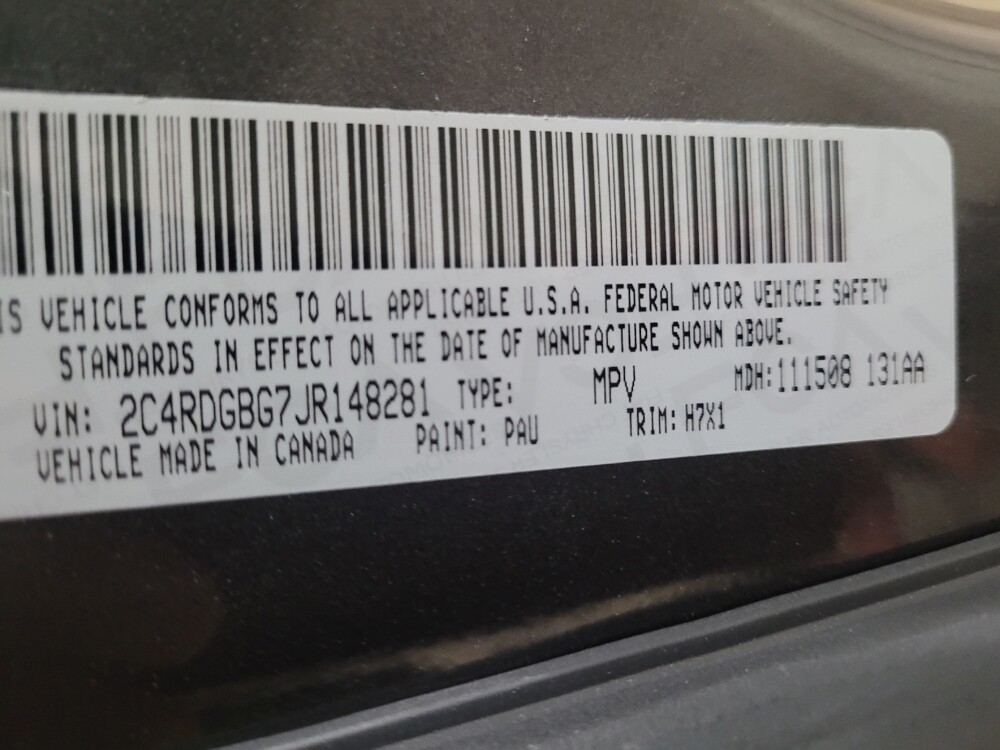 IS VEHICLE CONFORMS TO ALL APPLICABLE U.S.A. FEDERAL MOTOR VEHICLE SAFETY
STANDARDS IN EFFECT ON THE DATE OF MANUFACTURE SHOWN ABOVE.
VIN: 2C4RDGBG7JR148281 TYPE: MPV MDH:111508 131AA
VEHICLE MADE IN CANADA PAINT: PAU TRIM: H7X1